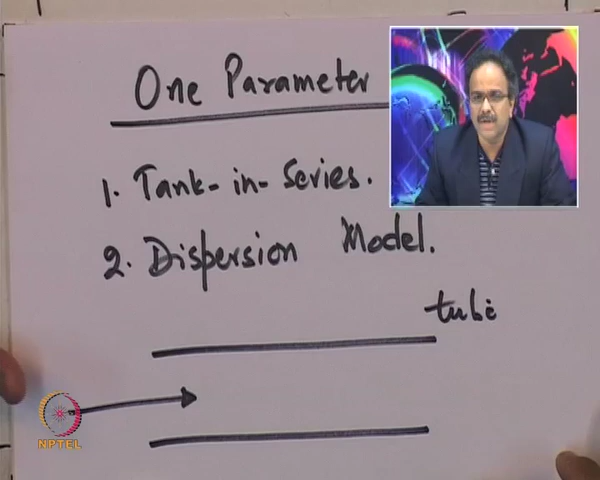 One Parameter
1. Tank-in-Series.
2. Dispersion Model.
tube
NPTEL